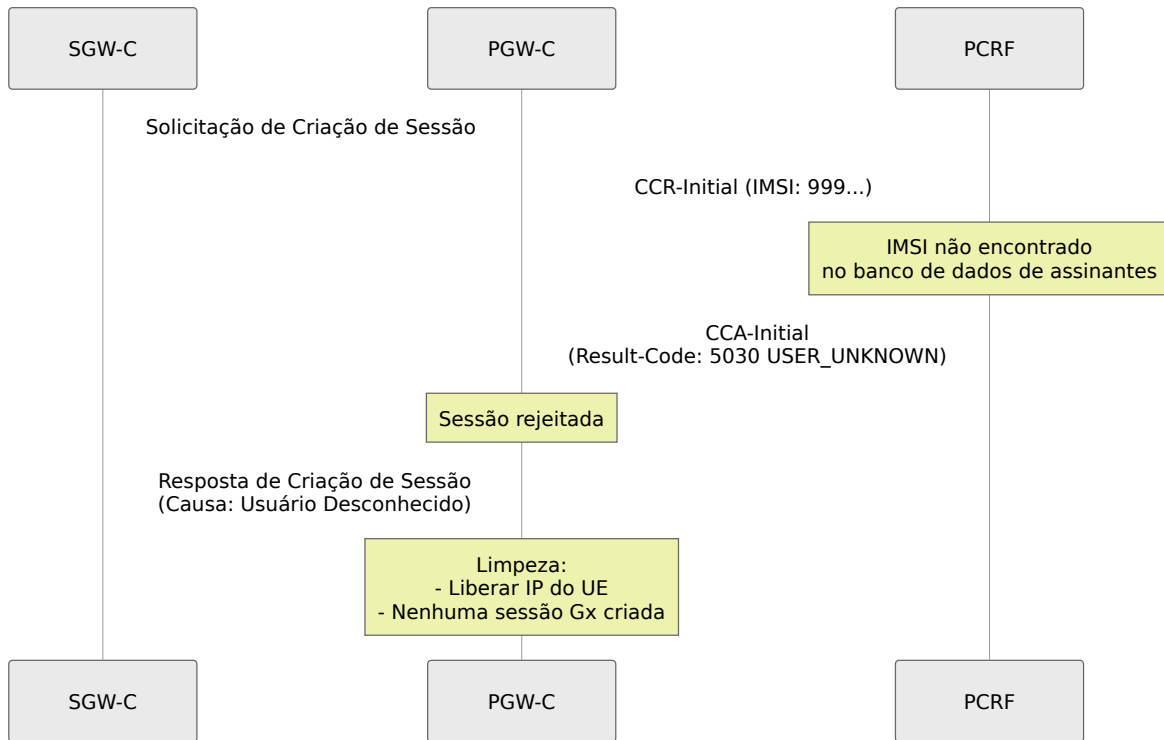 SGW-C
PGW-C
PCRF
Solicitação de Criação de Sessão
CCR-Initial (IMSI: 999...)
IMSI não encontrado
no banco de dados de assinantes
CCA-Initial
(Result-Code: 5030 USER_UNKNOWN)
Sessão rejeitada
Resposta de Criação de Sessão
(Causa: Usuário Desconhecido)
Limpeza:
- Liberar IP do UE
- Nenhuma sessão Gx criada
SGW-C
PGW-C
PCRF